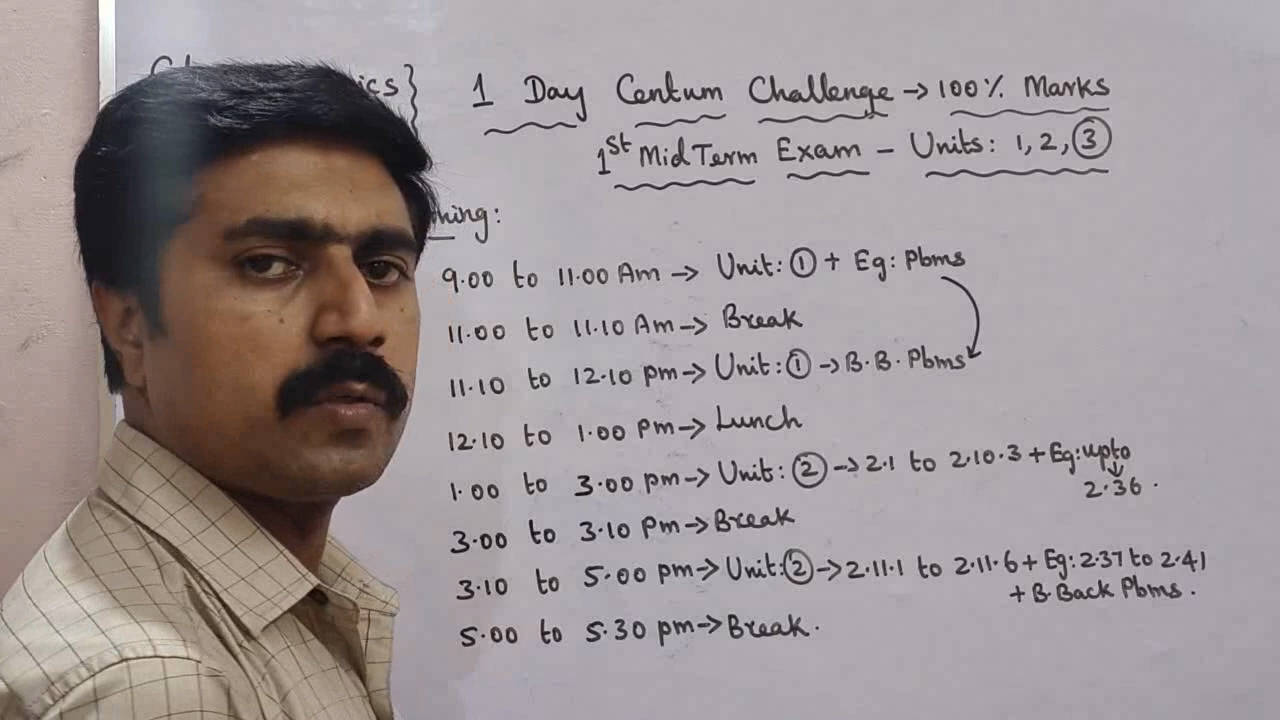 1 Day Centum Challenge → 100% Marks
1st Mid Term Exam - Units: 1, 2, ③
9.00 to 11.00 Am → Unit: ① + Eg: Pbms
11.00 to 11.10 Am → Break
11.10 to 12.10 pm → Unit: ① → B.B. Pbms
12.10 to 1.00 pm → Lunch
1.00 to 3.00 pm → Unit: ② → 2.1 to 2.10.3 + Eg: upto
2.36.
3.00 to 3.10 Pm → Break
3.10 to 5.00 pm → Unit: ② → 2.11.1 to 2.11.6 + Eg: 2.37 to 2.41
+ B.Back Pbms.
5.00 to 5.30 pm → Break.